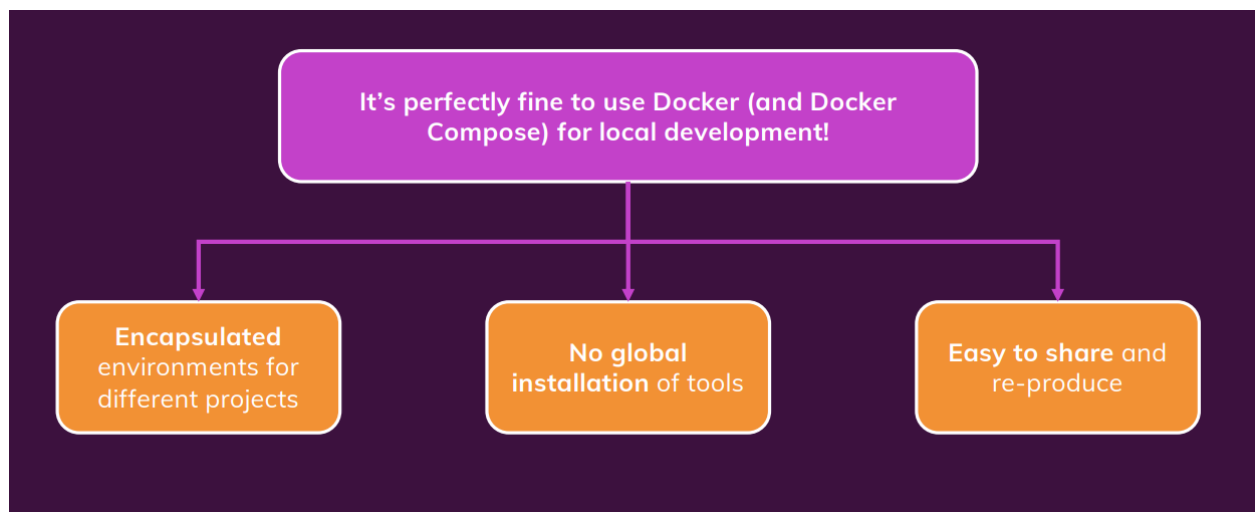 It’s perfectly fine to use Docker (and Docker
Compose) for local development!
Encapsulated
environments for
different projects
No global
installation of tools
Easy to share and
re-produce